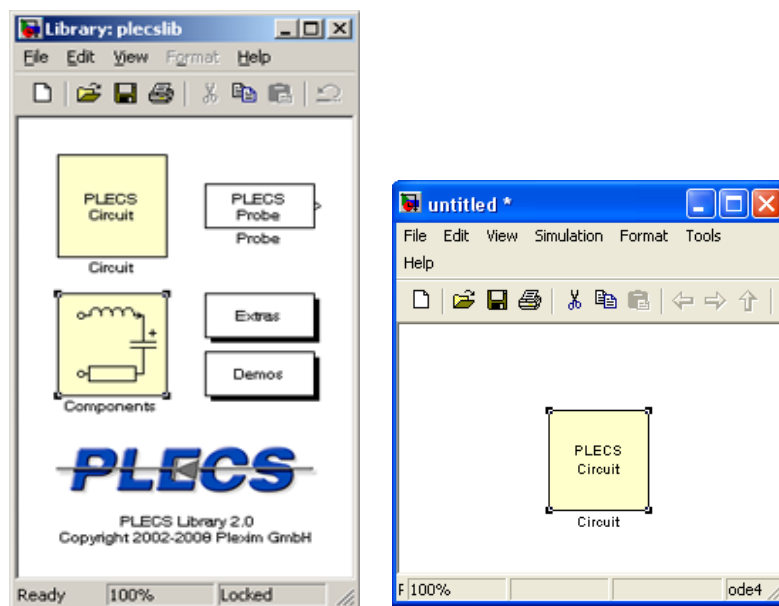 Library: plecslib
File Edit View Format Help
PLECS
Circuit
Circuit
PLECS
Probe
Probe
Components
Extras
Demos
PLECS
PLECS Library 2.0
Copyright 2002-2008 Plexim GmbH
Ready 100% Locked
untitled *
File Edit View Simulation Format Tools
Help
PLECS
Circuit
Circuit
F 100% ode4